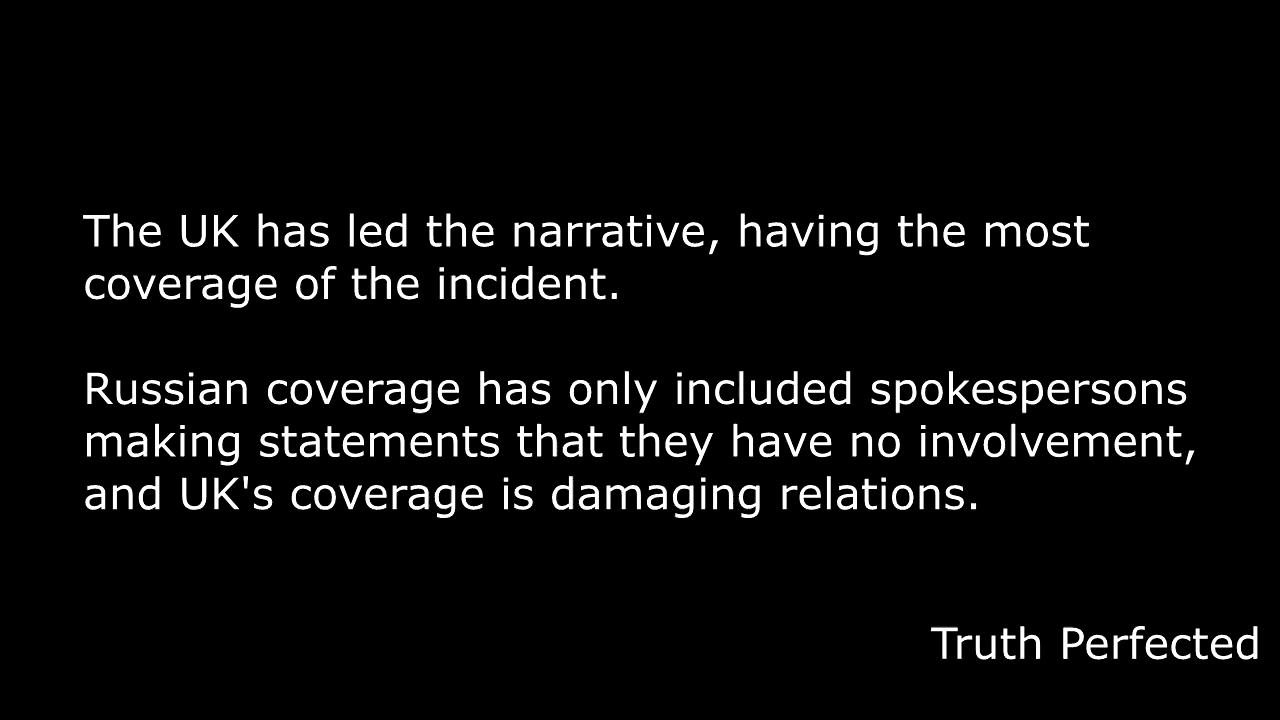 The UK has led the narrative, having the most
coverage of the incident.
Russian coverage has only included spokespersons
making statements that they have no involvement,
and UK's coverage is damaging relations.
Truth Perfected